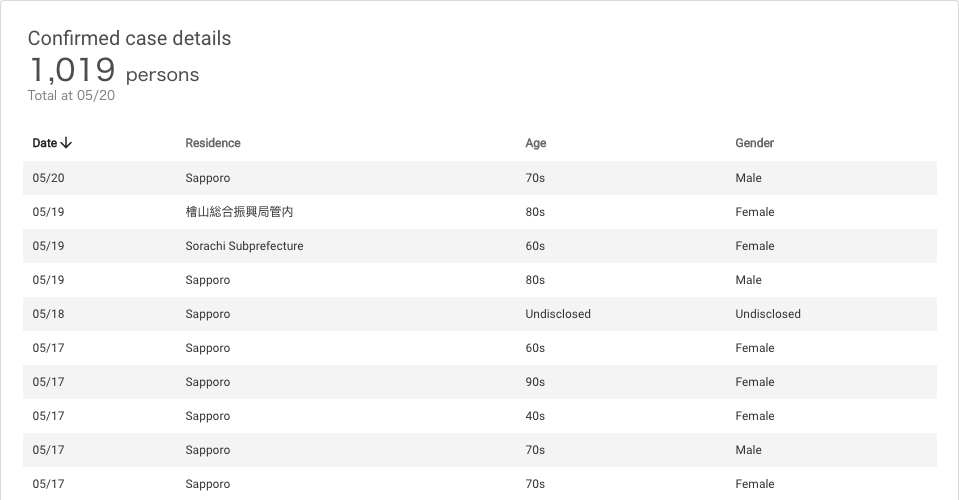 Confirmed case details
1,019 persons
Total at 05/20
Date↓ Residence Age Gender
05/20 Sapporo 70s Male
05/19 檜山総合振興局管内 80s Female
05/19 Sorachi Subprefecture 60s Female
05/19 Sapporo 80s Male
05/18 Sapporo Undisclosed Undisclosed
05/17 Sapporo 60s Female
05/17 Sapporo 90s Female
05/17 Sapporo 40s Female
05/17 Sapporo 70s Male
05/17 Sapporo 70s Female